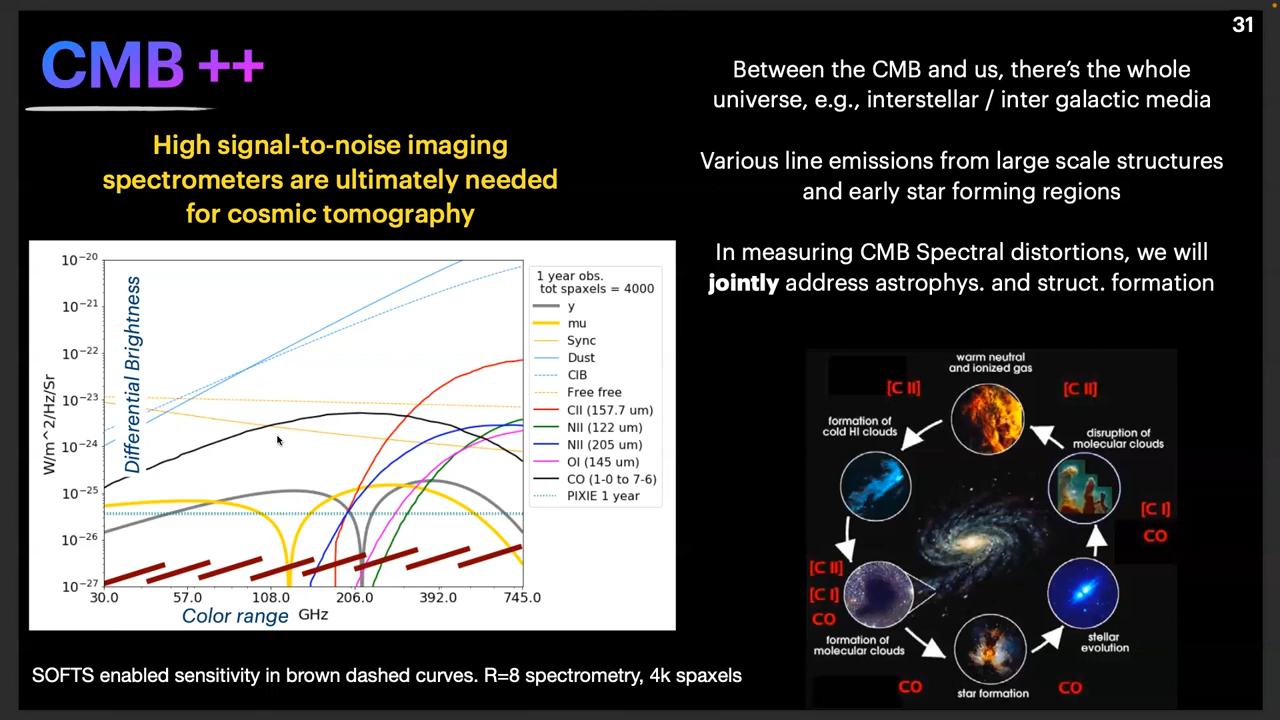 31
CMB ++
High signal-to-noise imaging
spectrometers are ultimately needed
for cosmic tomography
Between the CMB and us, there's the whole
universe, e.g., interstellar / inter galactic media
Various line emissions from large scale structures
and early star forming regions
In measuring CMB Spectral distortions, we will
jointly address astrophys. and struct. formation
10⁻²⁰
10⁻²¹
10⁻²²
10⁻²³
10⁻²⁴
10⁻²⁵
10⁻²⁶
10⁻²⁷
W/m^2/Hz/Sr
Differential Brightness
30.0 57.0 108.0 206.0 392.0 745.0
Color range GHz
1 year obs.
tot spaxels = 4000
y
mu
Sync
Dust
CIB
Free free
CII (157.7 um)
NII (122 um)
NII (205 um)
OI (145 um)
CO (1-0 to 7-6)
PIXIE 1 year
warm neutral
and ionized gas
[C II]
[C II]
formation of
cold HI clouds
disruption of
molecular clouds
[C I]
CO
[C II]
[C I]
CO
formation of
molecular clouds
stellar
evolution
CO
star formation
CO
SOFTS enabled sensitivity in brown dashed curves. R=8 spectrometry, 4k spaxels